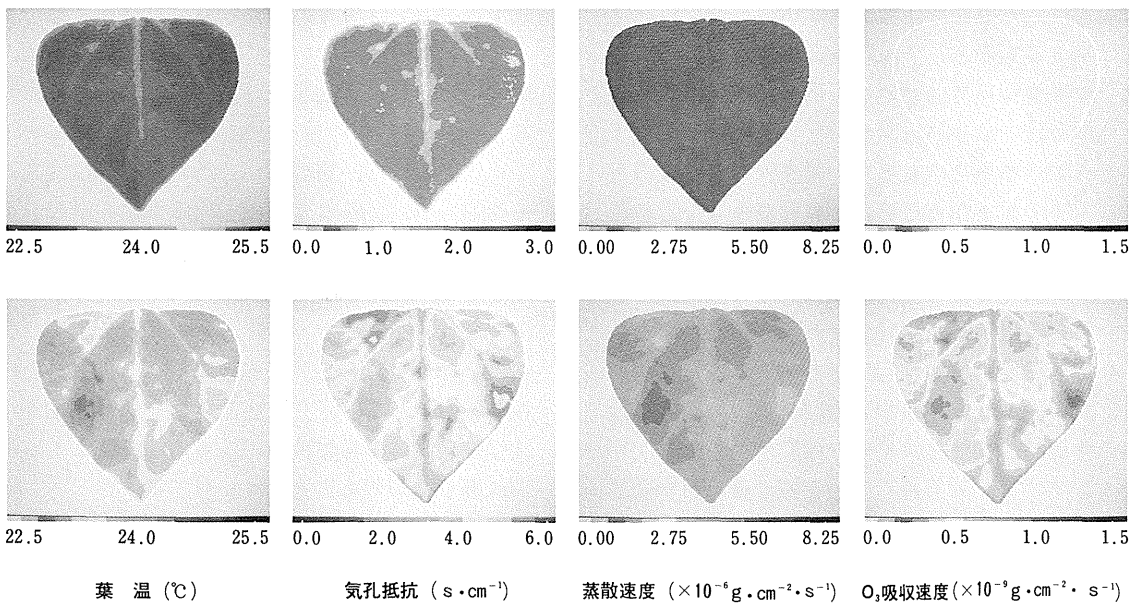 22.5 24.0 25.5 0.0 1.0 2.0 3.0 0.00 2.75 5.50 8.25 0.0 0.5 1.0 1.5
22.5 24.0 25.5 0.0 2.0 4.0 6.0 0.00 2.75 5.50 8.25 0.0 0.5 1.0 1.5
葉 温 (℃) 気孔抵抗 (s・cm⁻¹) 蒸散速度 (×10⁻⁶g・cm⁻²・s⁻¹) O₃吸収速度(×10⁻⁹g・cm⁻²・s⁻¹)